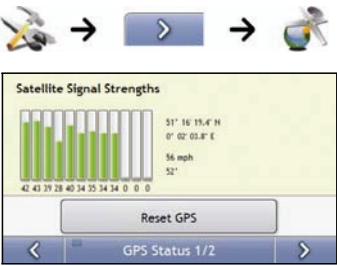 Satellite Signal Strengths
51° 16' 19.4" N
0° 02' 03.8" E
56 mph
52°
42 43 39 28 40 34 35 34 34 0 0 0
Reset GPS
GPS Status 1/2